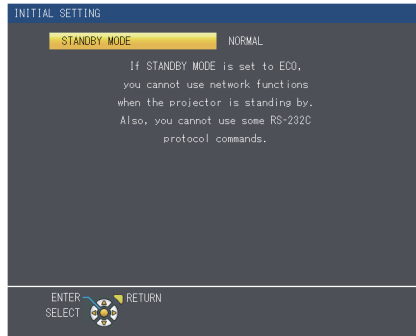 INITIAL SETTING
STANDBY MODE NORMAL
If STANDBY MODE is set to ECO,
you cannot use network functions
when the projector is standing by.
Also, you cannot use some RS-232C
protocol commands.
ENTER RETURN
SELECT